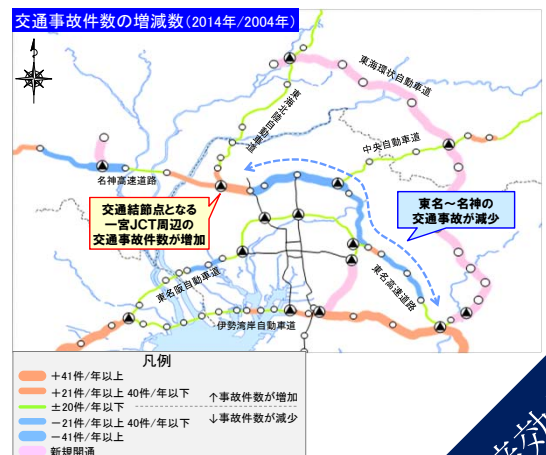 交通事故件数の増減数(2014年/2004年)
東海環状自動車道
東海北陸自動車道
中央自動車道
名神高速道路
交通結節点となる
一宮JCT周辺の
交通事故件数が増加
東名～名神の
交通事故が減少
東名高速道路
東名阪自動車道
伊勢湾岸自動車道
凡例
＋41件/年以上
＋21件/年以上 40件/年以下
↑事故件数が増加
±20件/年以下
－21件/年以上 40件/年以下
↓事故件数が減少
－41件/年以上
新規開通